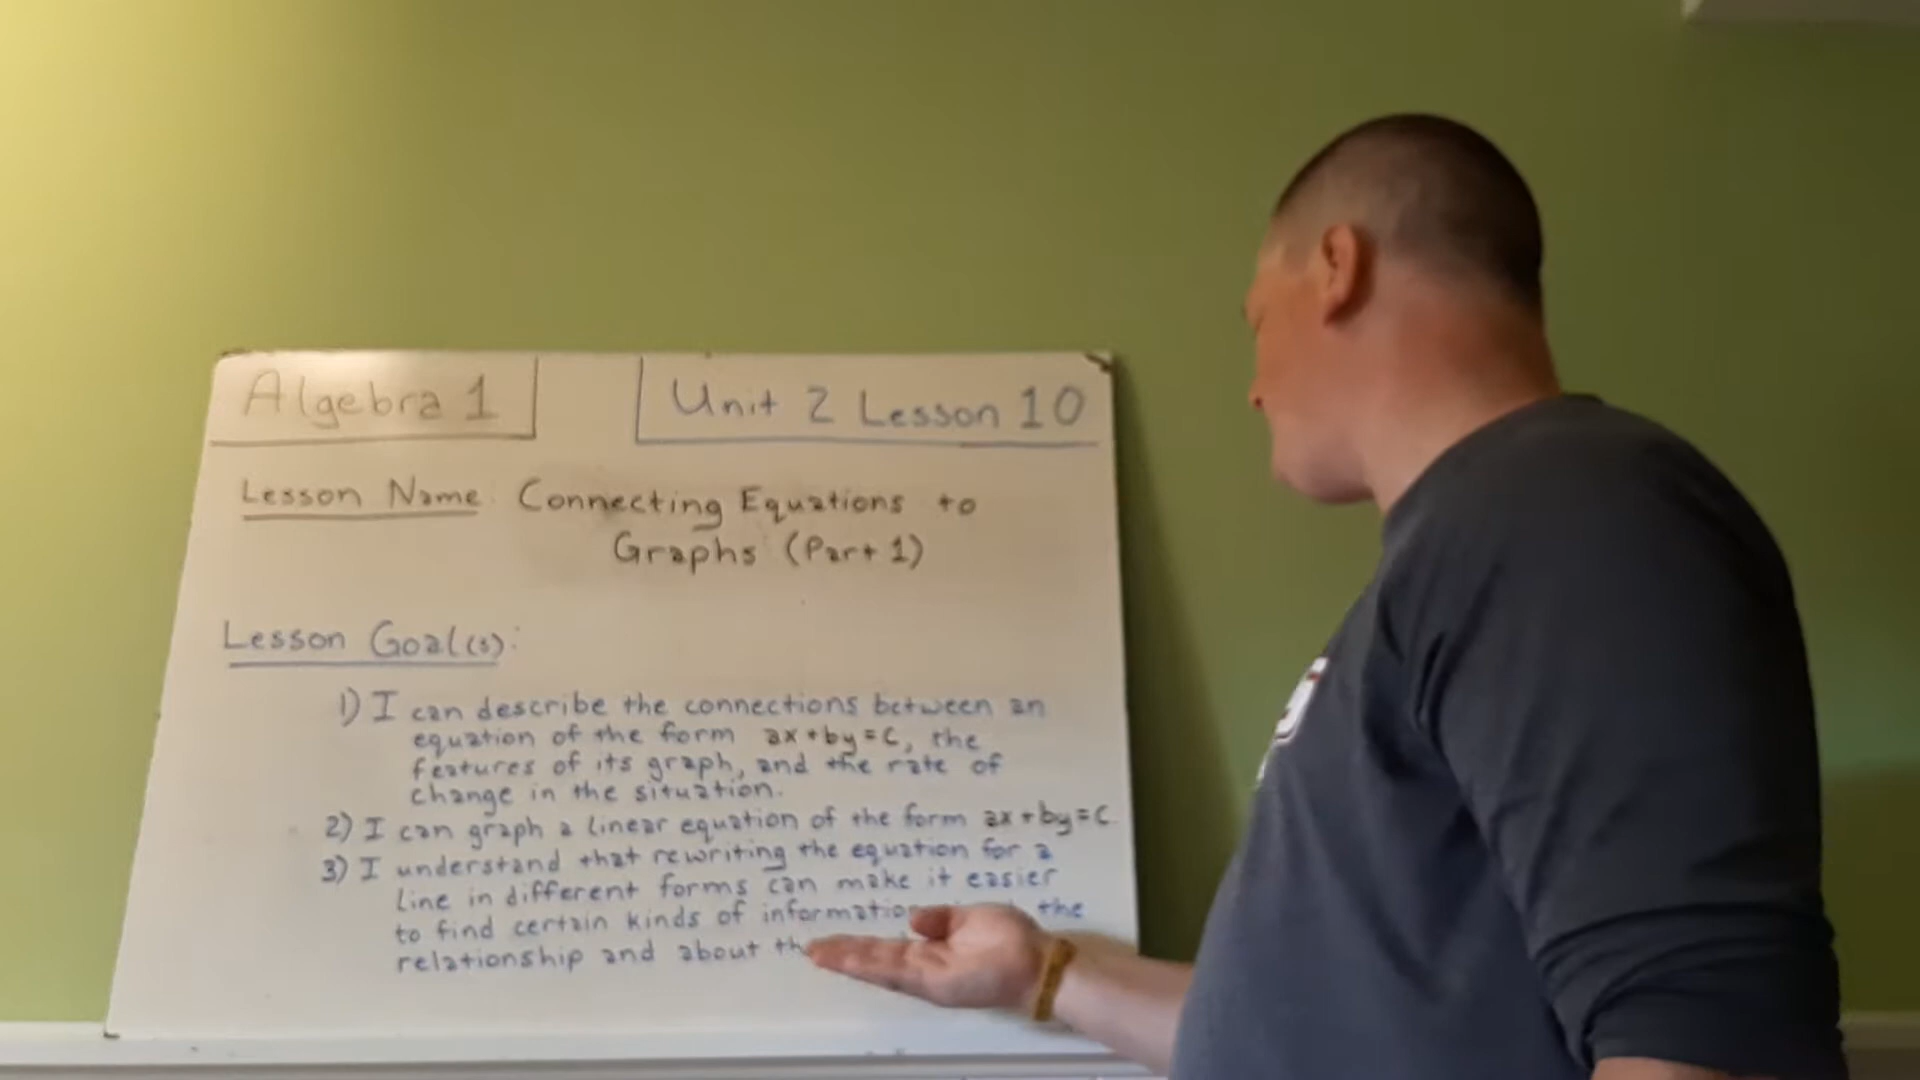 Algebra 1
Unit 2 Lesson 10
Lesson Name: Connecting Equations to
Graphs (Part 1)
Lesson Goal(s):
1) I can describe the connections between an
equation of the form ax+by=c, the
features of its graph, and the rate of
change in the situation.
2) I can graph a linear equation of the form ax+by=c.
3) I understand that rewriting the equation for a
line in different forms can make it easier
to find certain kinds of information the
relationship and about